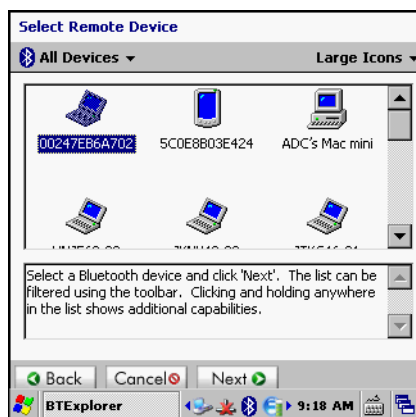 Select Remote Device
All Devices
Large Icons
00247EB6A702
5C0E8B03E424
ADC's Mac mini
Select a Bluetooth device and click 'Next'. The list can be
filtered using the toolbar. Clicking and holding anywhere
in the list shows additional capabilities.
Back
Cancel
Next
BTExplorer
9:18 AM